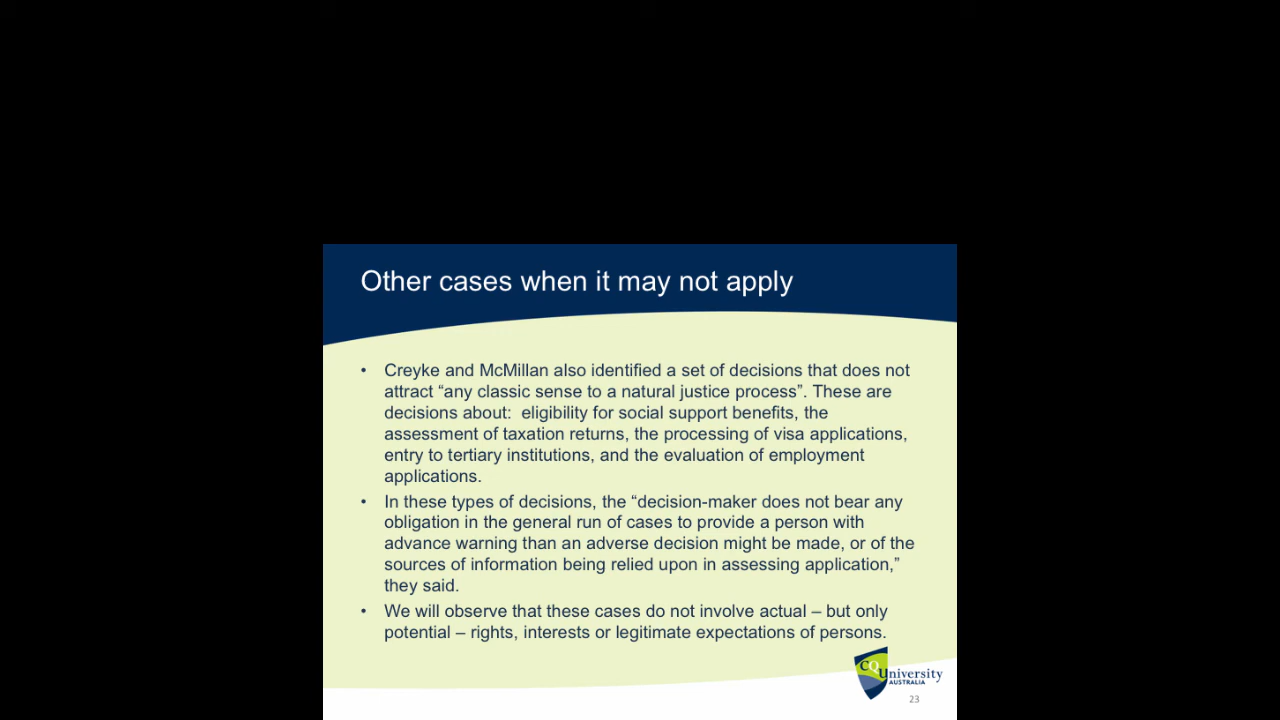 Other cases when it may not apply
• Creyke and McMillan also identified a set of decisions that does not
attract “any classic sense to a natural justice process”. These are
decisions about:  eligibility for social support benefits, the
assessment of taxation returns, the processing of visa applications,
entry to tertiary institutions, and the evaluation of employment
applications.
• In these types of decisions, the “decision-maker does not bear any
obligation in the general run of cases to provide a person with
advance warning than an adverse decision might be made, or of the
sources of information being relied upon in assessing application,”
they said.
• We will observe that these cases do not involve actual – but only
potential – rights, interests or legitimate expectations of persons.
CQUniversity
AUSTRALIA
23